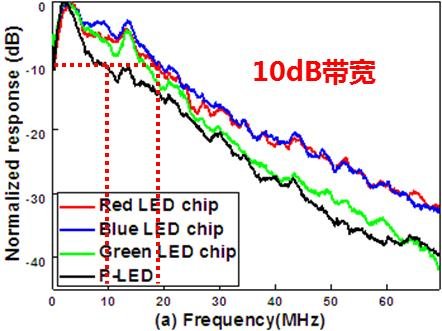 0
-10
-20
-30
-40
Normalized response (dB)
10dB带宽
Red LED chip
Blue LED chip
Green LED chip
P-LED
0 10 20 30 40 50 60
(a) Frequency(MHz)